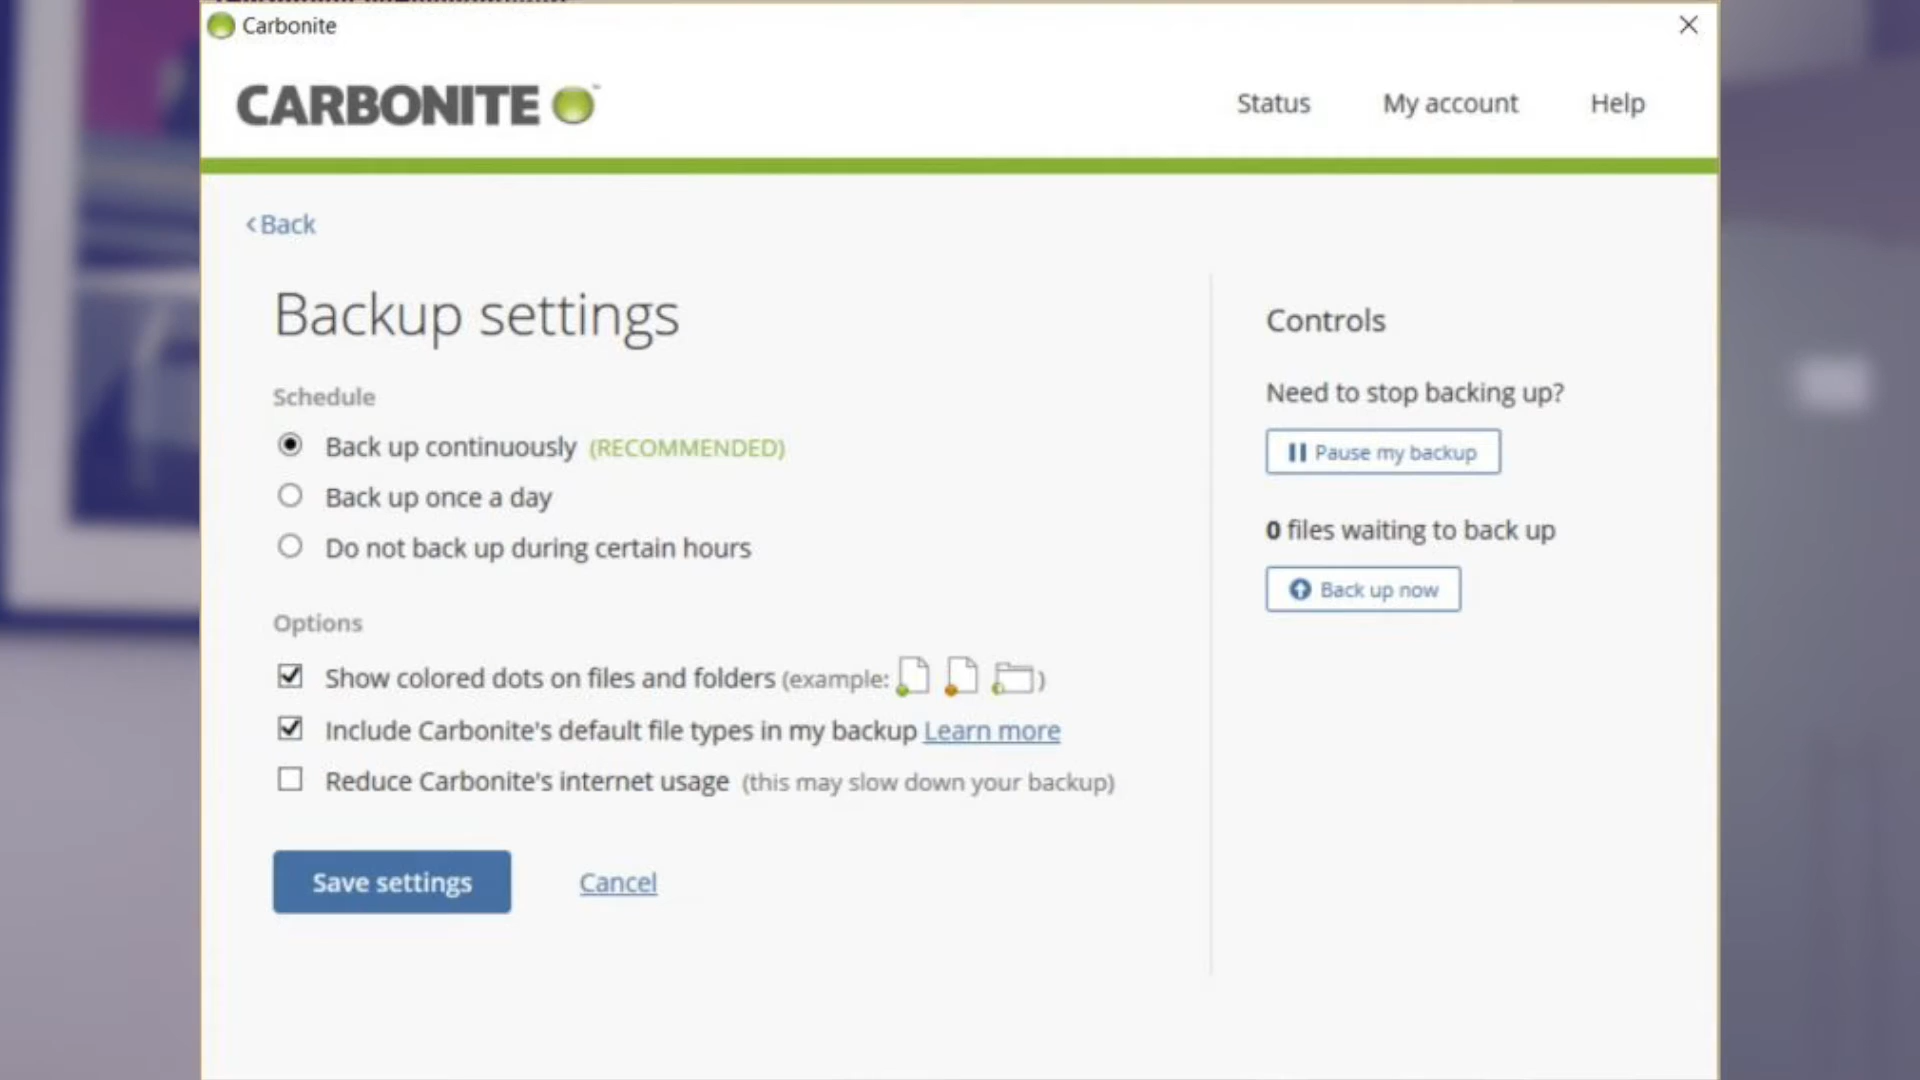 Carbonite
CARBONITE
Status
My account
Help
Back
Backup settings
Schedule
Back up continuously (RECOMMENDED)
Back up once a day
Do not back up during certain hours
Options
Show colored dots on files and folders (example: )
Include Carbonite's default file types in my backup Learn more
Reduce Carbonite's internet usage (this may slow down your backup)
Save settings
Cancel
Controls
Need to stop backing up?
Pause my backup
0 files waiting to back up
Back up now